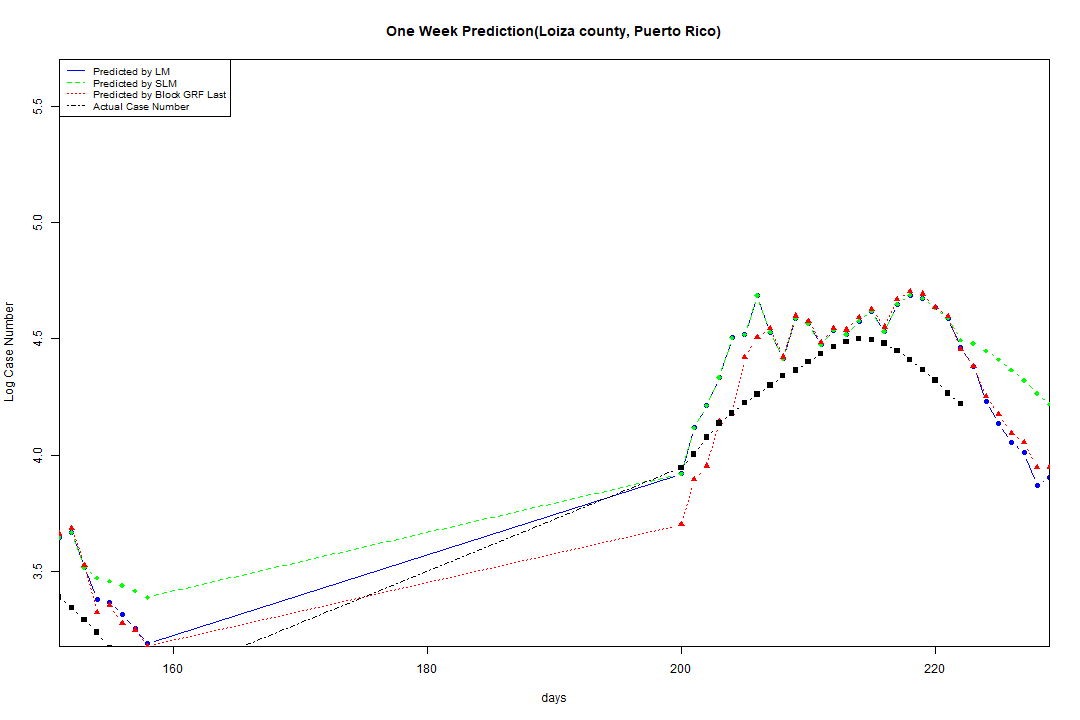 One Week Prediction(Loiza county, Puerto Rico)
Predicted by LM
Predicted by SLM
Predicted by Block GRF Last
Actual Case Number
5.5
5.0
4.5
4.0
3.5
Log Case Number
160 180 200 220
days